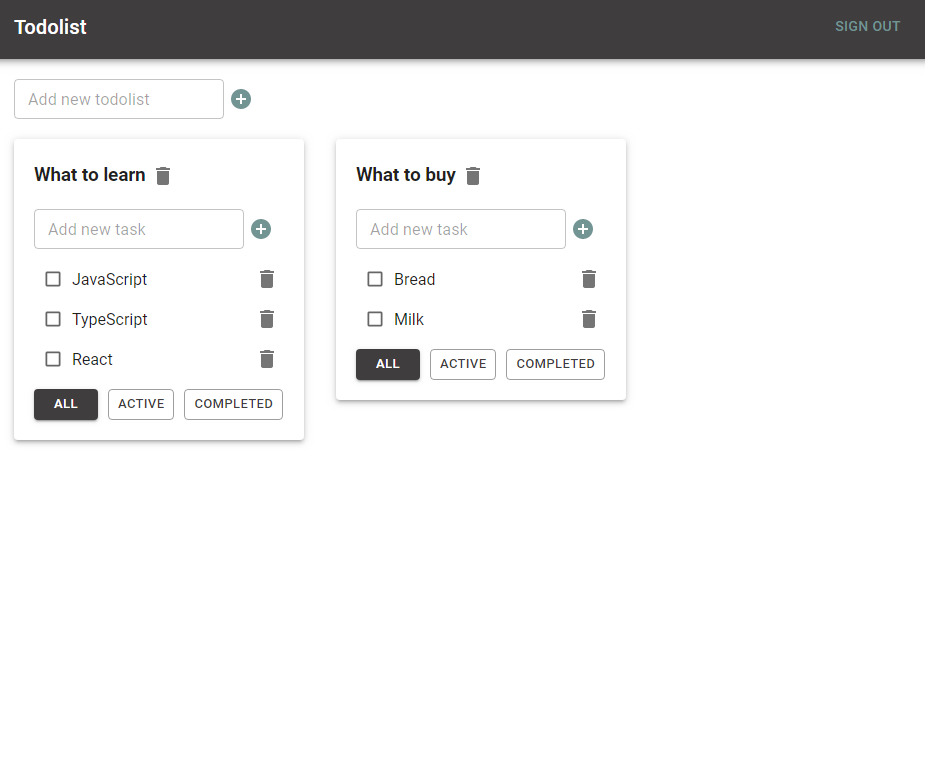 Todolist
SIGN OUT
Add new todolist
What to learn
Add new task
JavaScript
TypeScript
React
ALL ACTIVE COMPLETED
What to buy
Add new task
Bread
Milk
ALL ACTIVE COMPLETED